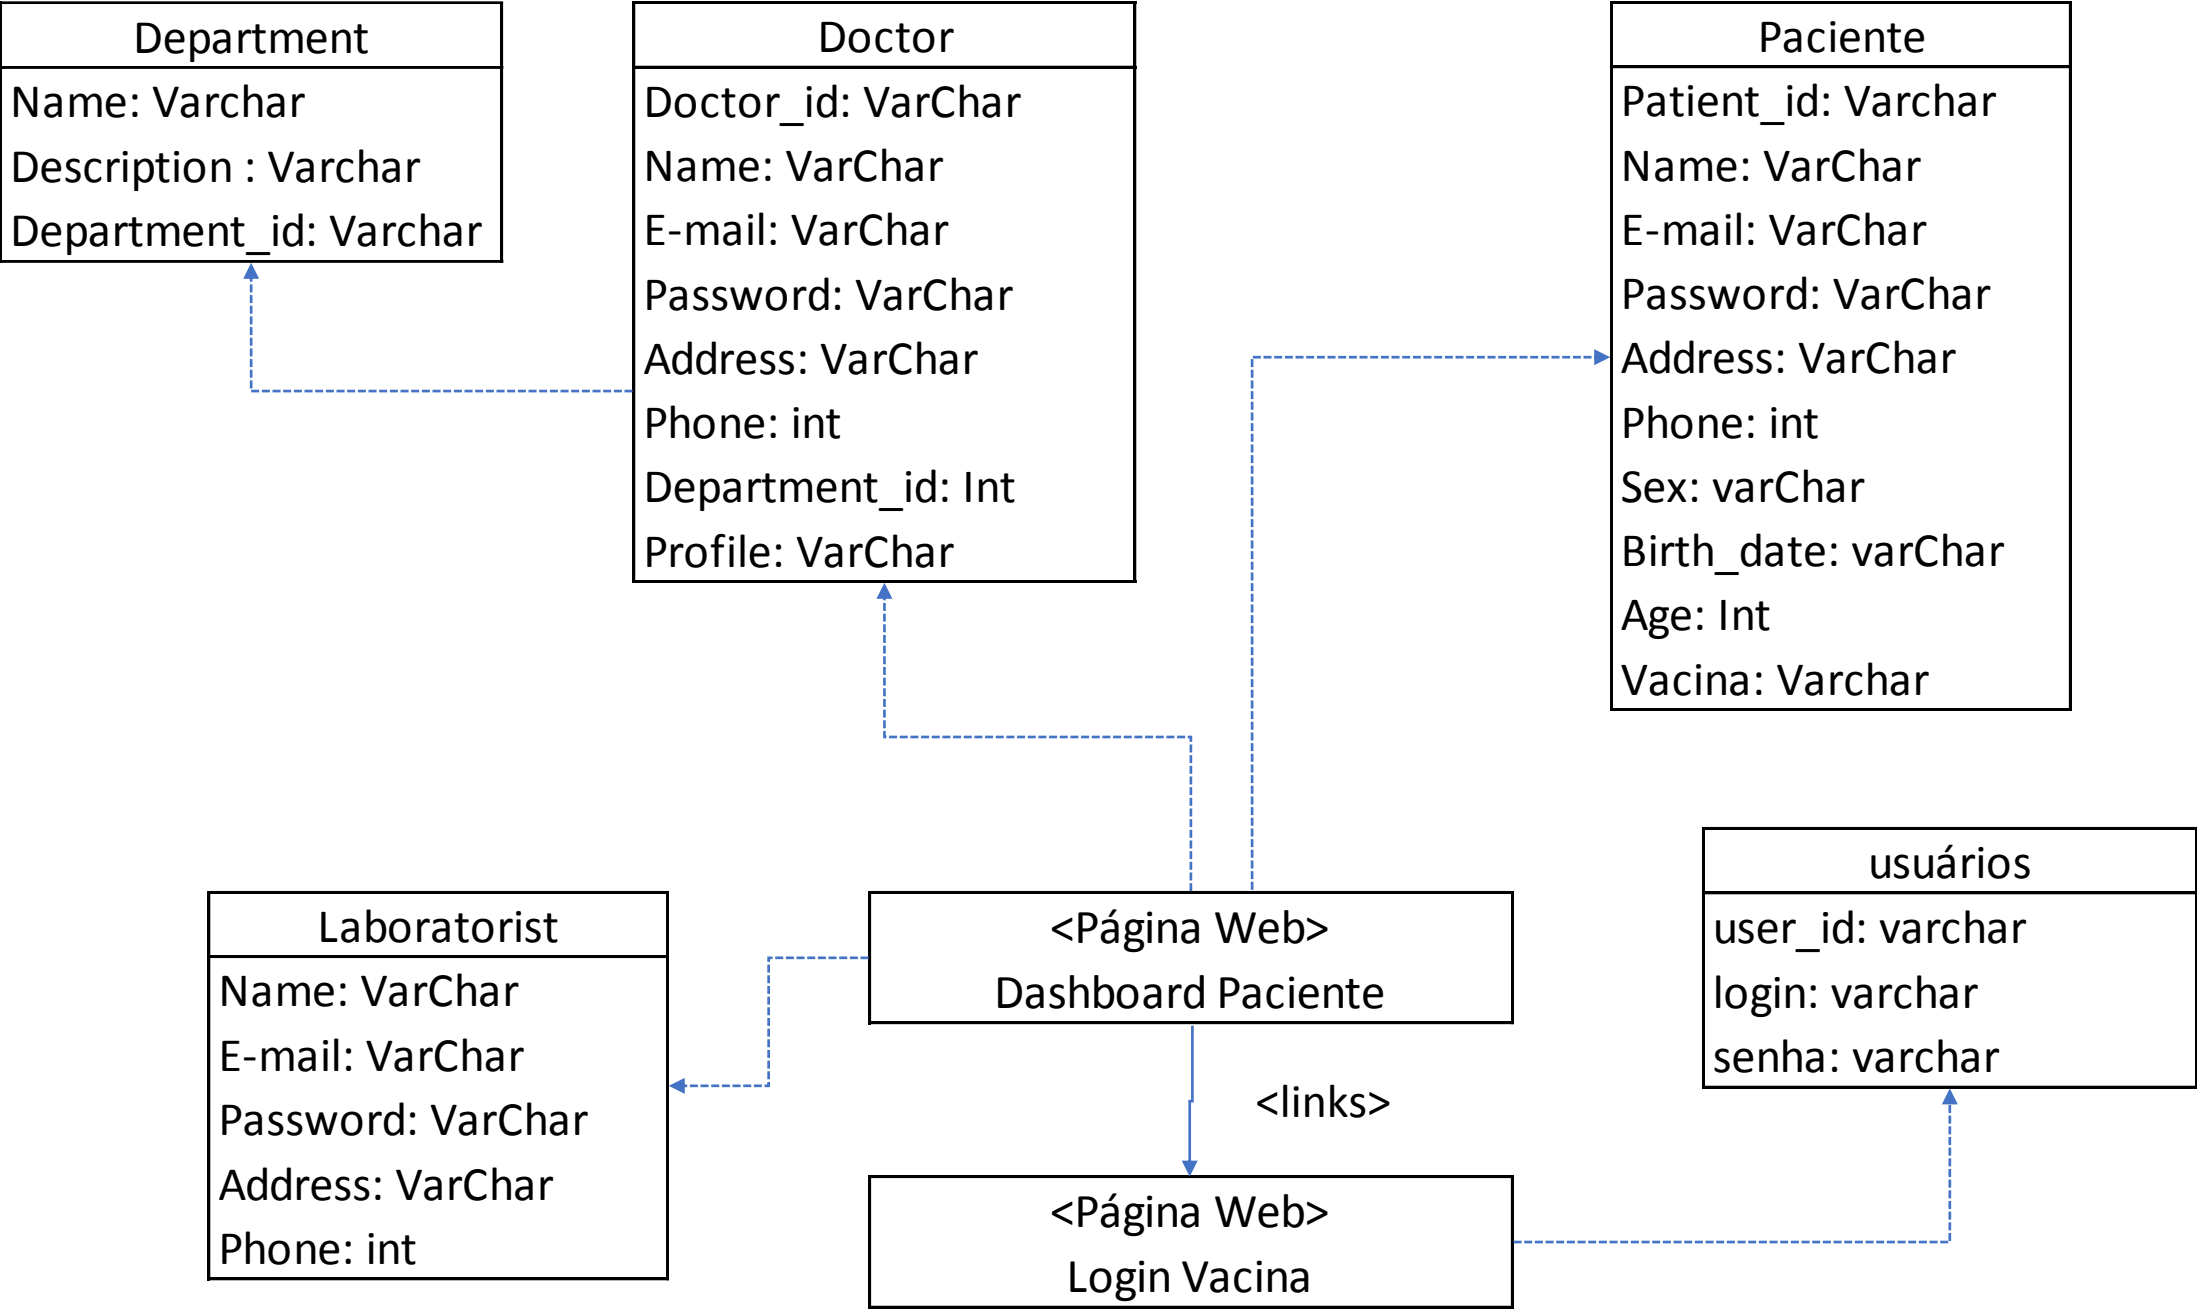 Department
Name: Varchar
Description : Varchar
Department_id: Varchar
Doctor
Doctor_id: VarChar
Name: VarChar
E-mail: VarChar
Password: VarChar
Address: VarChar
Phone: int
Department_id: Int
Profile: VarChar
Paciente
Patient_id: Varchar
Name: VarChar
E-mail: VarChar
Password: VarChar
Address: VarChar
Phone: int
Sex: varChar
Birth_date: varChar
Age: Int
Vacina: Varchar
Laboratorist
Name: VarChar
E-mail: VarChar
Password: VarChar
Address: VarChar
Phone: int
<Página Web>
Dashboard Paciente
<links>
<Página Web>
Login Vacina
usuários
user_id: varchar
login: varchar
senha: varchar